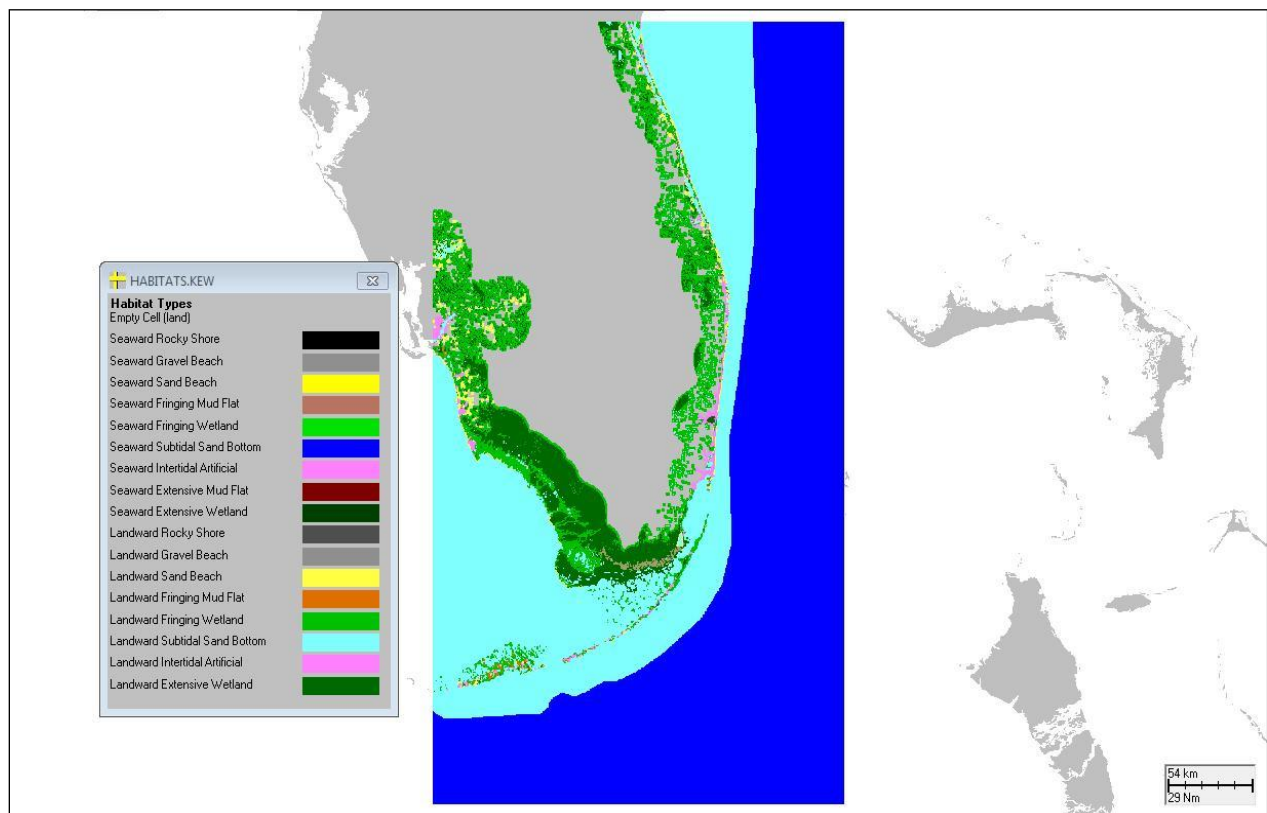 HABITATS.KEW
Habitat Types
Empty Cell (land)
Seaward Rocky Shore
Seaward Gravel Beach
Seaward Sand Beach
Seaward Fringing Mud Flat
Seaward Fringing Wetland
Seaward Subtidal Sand Bottom
Seaward Intertidal Artificial
Seaward Extensive Mud Flat
Seaward Extensive Wetland
Landward Rocky Shore
Landward Gravel Beach
Landward Sand Beach
Landward Fringing Mud Flat
Landward Fringing Wetland
Landward Subtidal Sand Bottom
Landward Intertidal Artificial
Landward Extensive Wetland
54 km
29 Nm